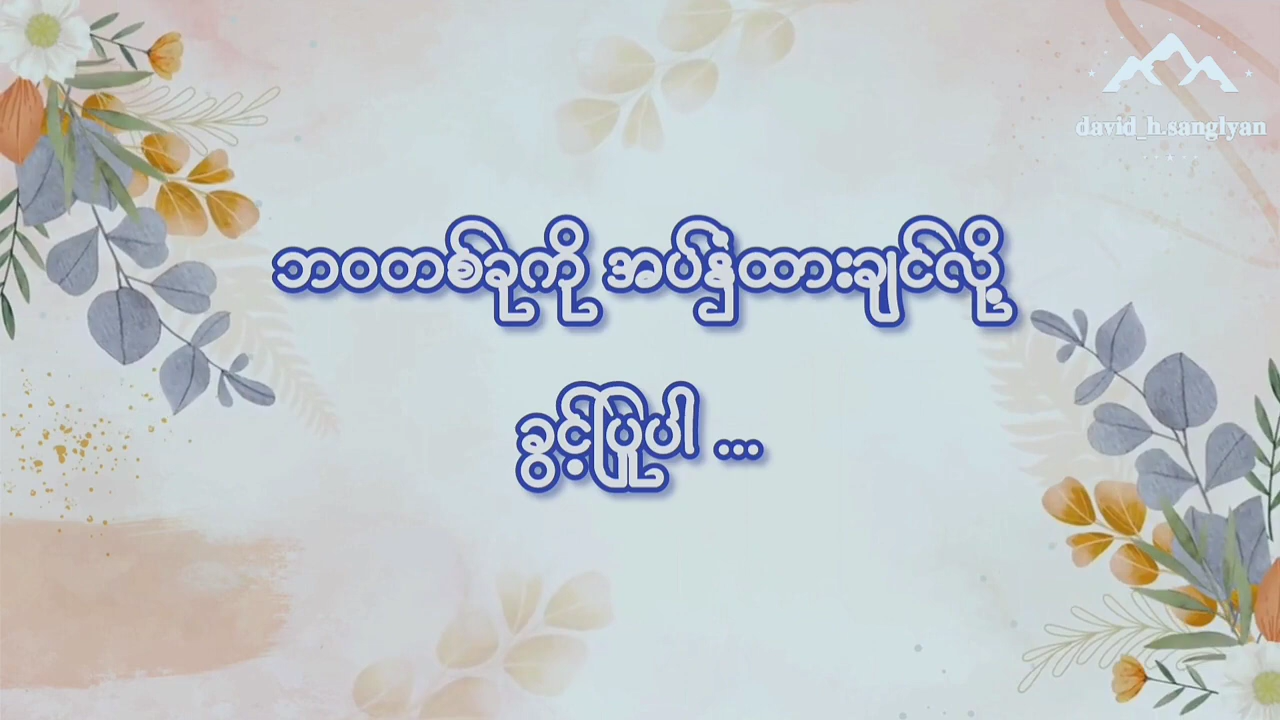 david_h.sanglyan
ဘဝတစ်ခုကို အပ်နှံထားချင်လို့
ခွင့်ပြုပါ ...